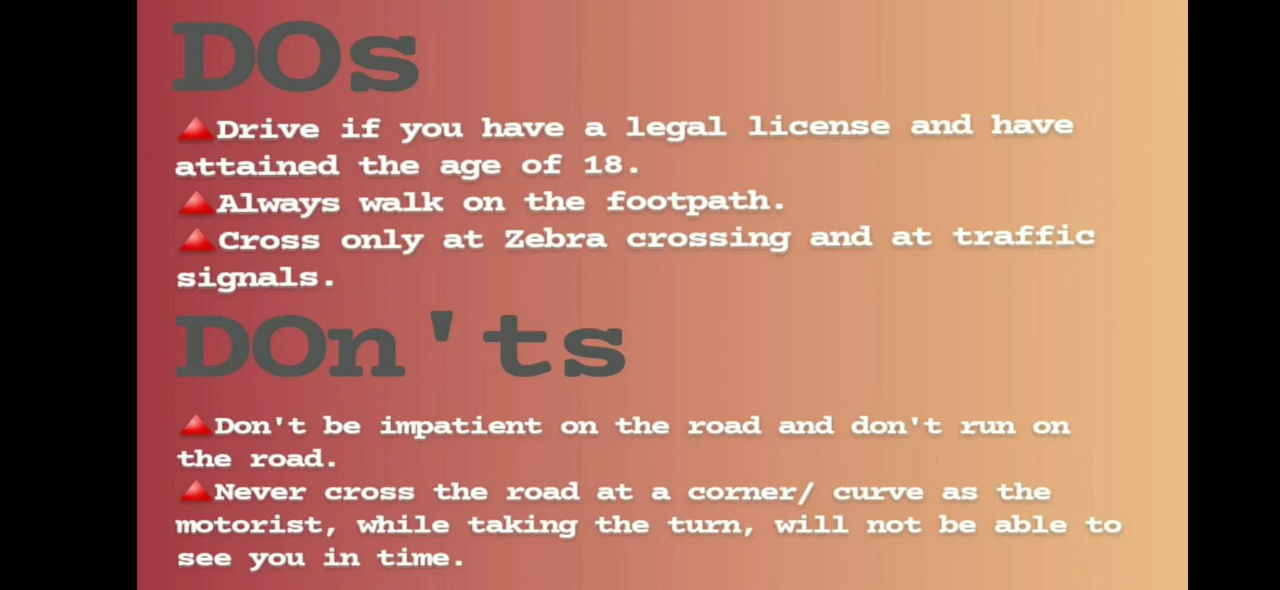 DOs
🔺Drive if you have a legal license and have
attained the age of 18.
🔺Always walk on the footpath.
🔺Cross only at Zebra crossing and at traffic
signals.
DOn'ts
🔺Don't be impatient on the road and don't run on
the road.
🔺Never cross the road at a corner/ curve as the
motorist, while taking the turn, will not be able to
see you in time.